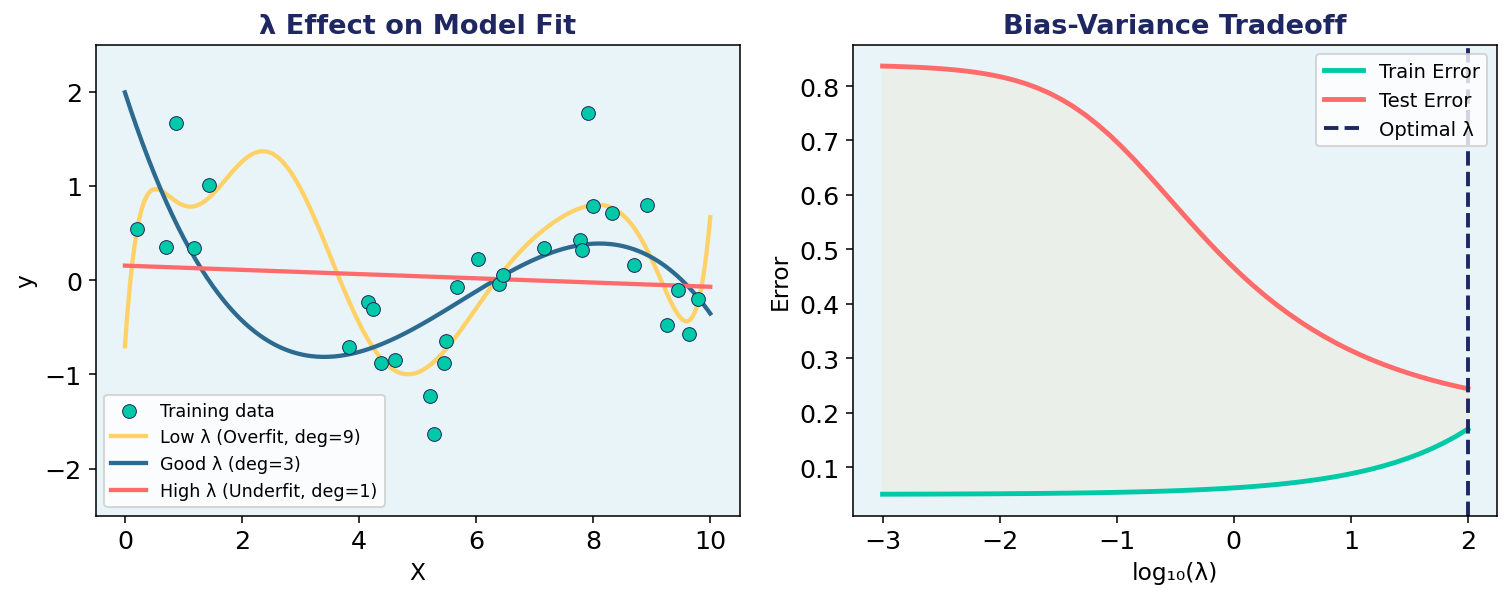 λ Effect on Model Fit
y
2
1
0
−1
−2
Training data
Low λ (Overfit, deg=9)
Good λ (deg=3)
High λ (Underfit, deg=1)
0 2 4 6 8 10
X
Bias-Variance Tradeoff
Error
0.8
0.7
0.6
0.5
0.4
0.3
0.2
0.1
Train Error
Test Error
Optimal λ
−3 −2 −1 0 1 2
log₁₀(λ)